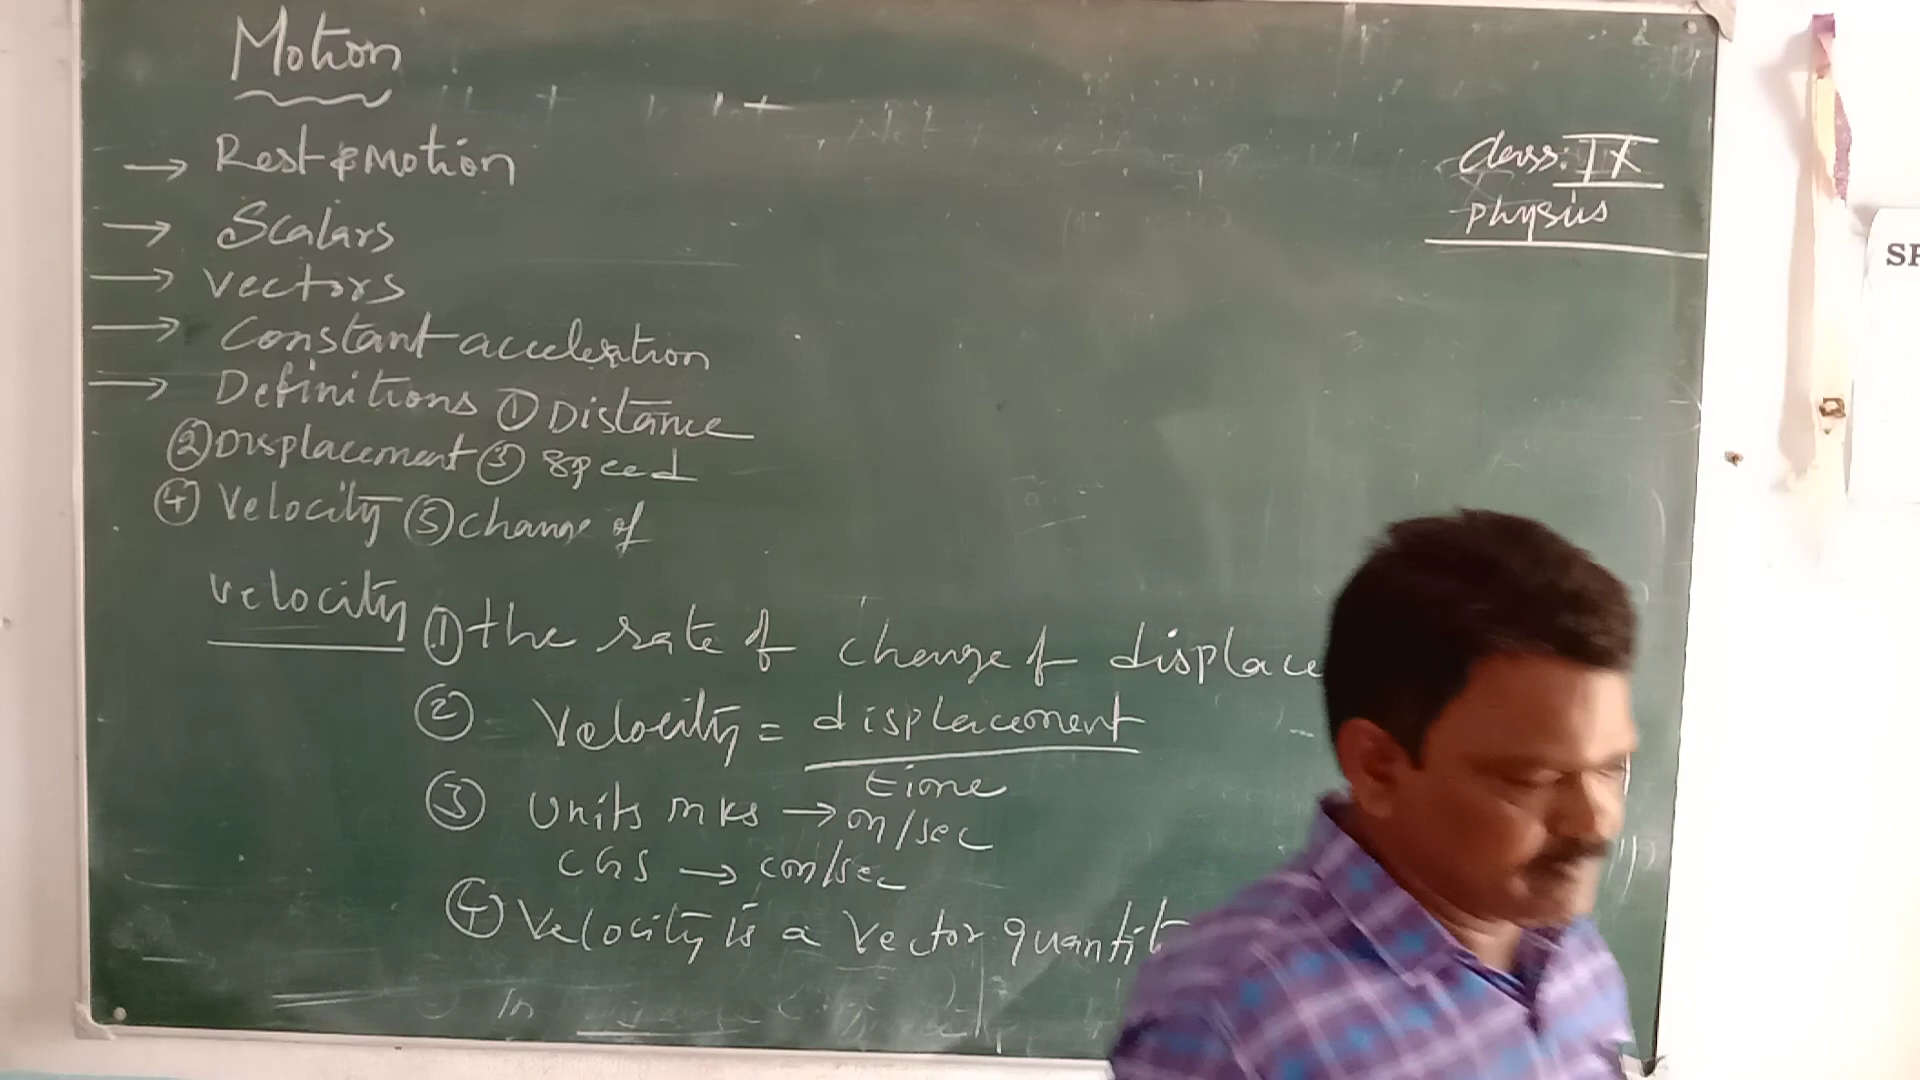 Motion
→ Rest & Motion
→ Scalars
→ Vectors
→ Constant acceleration
→ Definitions ① Distance
② Displacement ③ Speed
④ Velocity ⑤ Change of
Class: IX
Physics
Velocity ① the rate of change of displace
② Velocity = displacement
time
③ Units MKS → m/sec
CGS → cm/sec
④ Velocity is a Vector quantit
SP